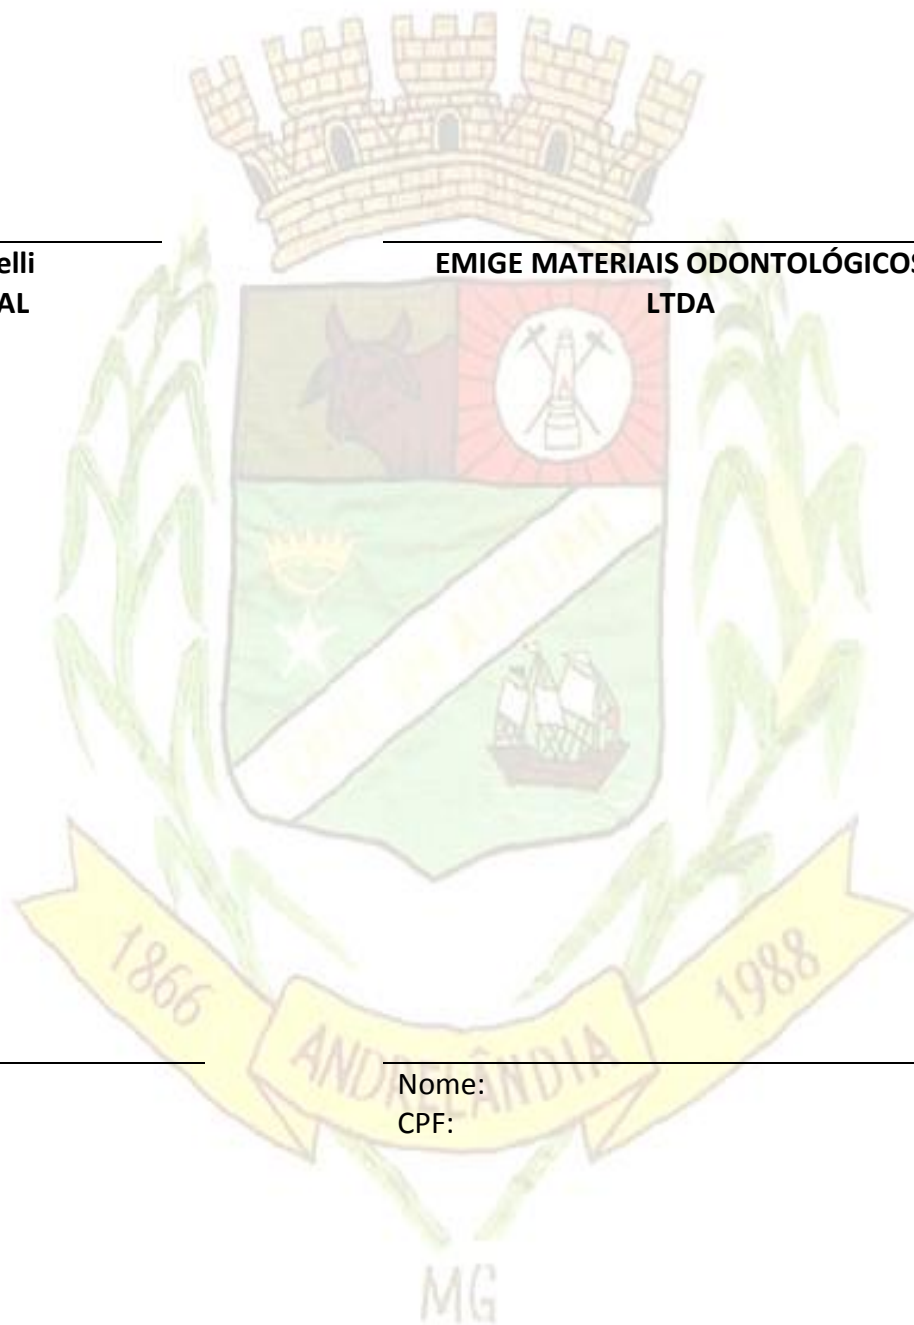 elli
AL
EMIGE MATERIAIS ODONTOLÓGICOS
LTDA
1866
ANDRELÂNDIA
1988
Nome:
CPF:
MG